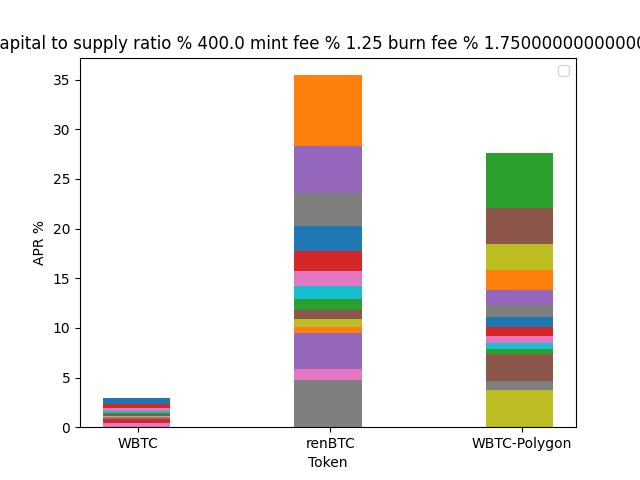 apital to supply ratio % 400.0 mint fee % 1.25 burn fee % 1.75000000000000
APR %
35
30
25
20
15
10
5
0
WBTC
renBTC
WBTC-Polygon
Token